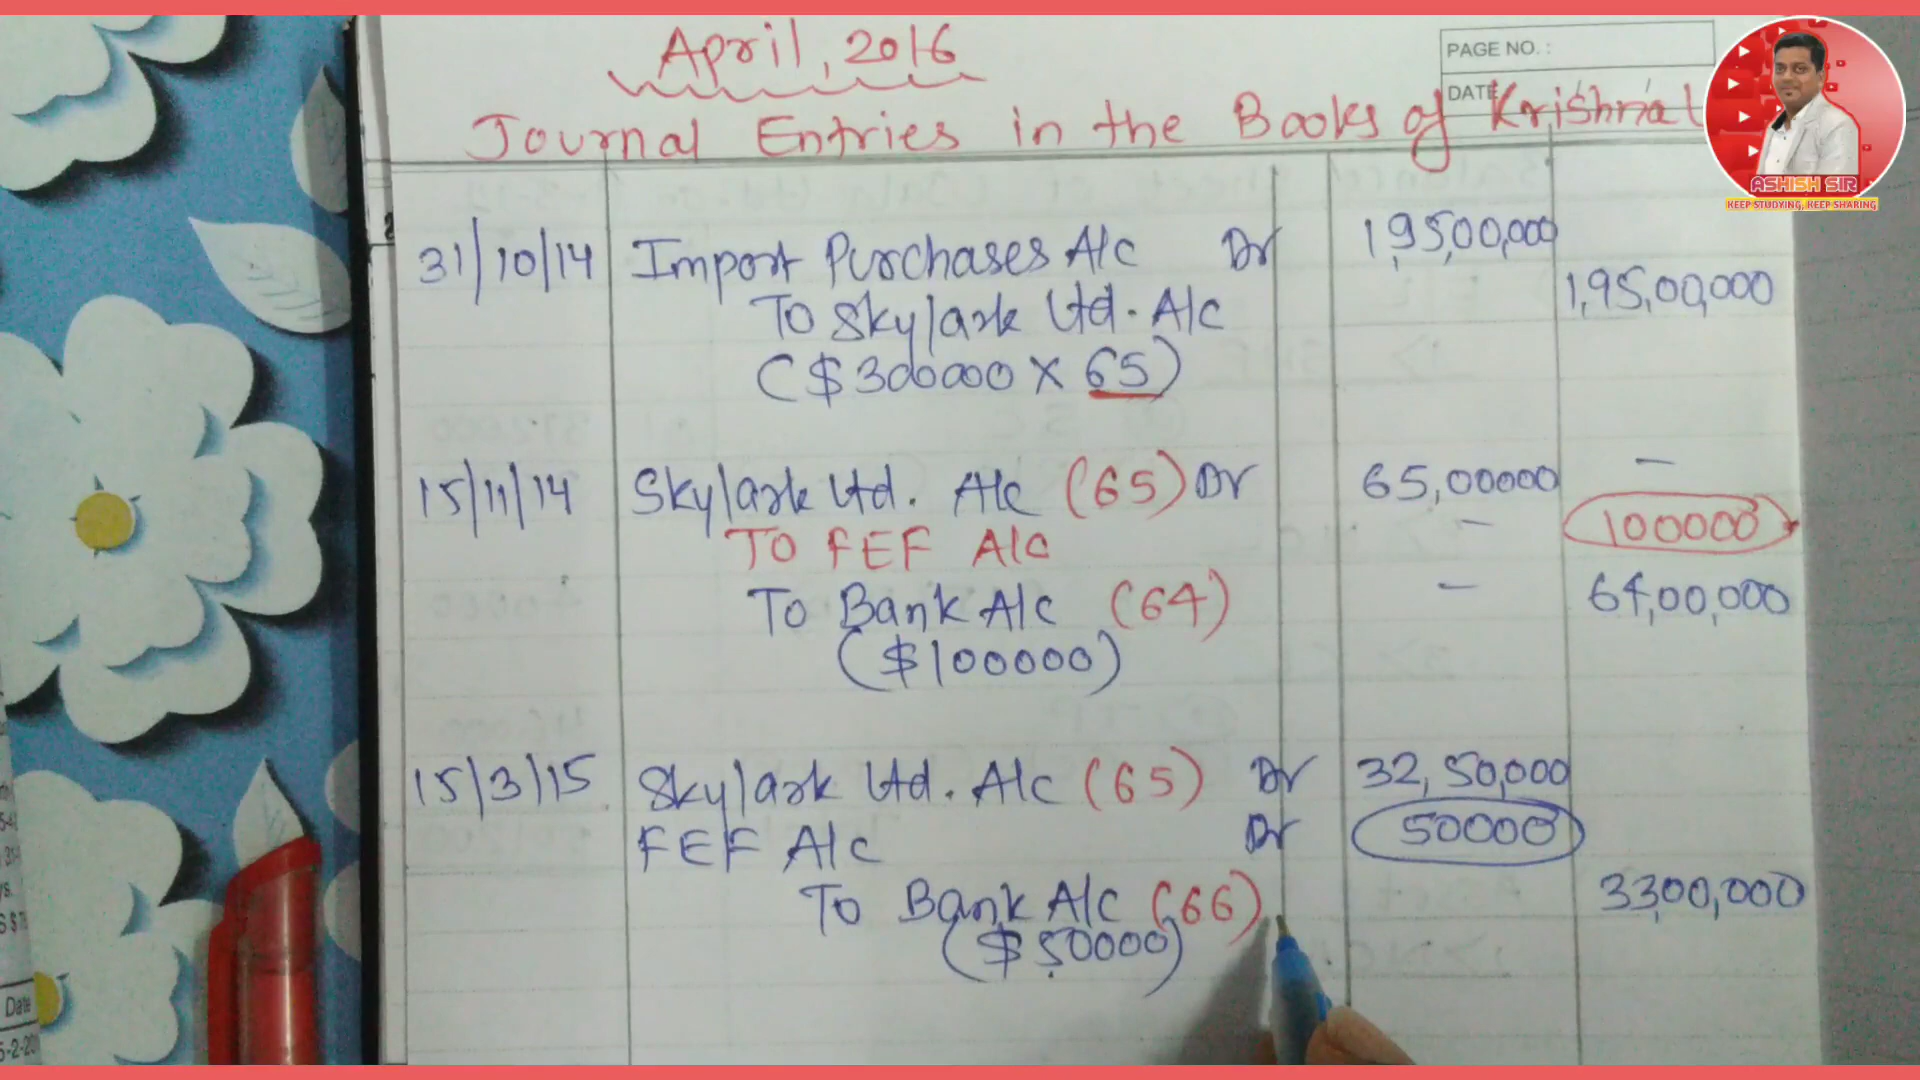 April, 2016
PAGE NO. :
DATE
Journal Entries in the Books of Krishna
ASHISH SIR
KEEP STUDYING, KEEP SHARING
31/10/14 Import Purchases A/c Dr 1,95,00,000
To Skylark Ltd. A/c 1,95,00,000
($300000 X 65)
15/11/14 Skylark Ltd. A/c (65) Dr 65,00000 -
To FEF A/c - 100000
To Bank A/c (64) - 64,00,000
($100000)
15/3/15 Skylark Ltd. A/c (65) Dr 32,50,000
FEF A/c Dr 50000
To Bank A/c (66) 33,00,000
($50000)
Date